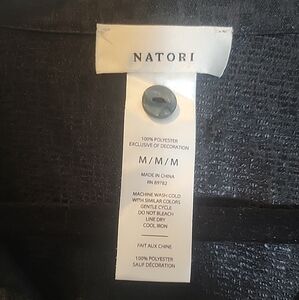 NATORI
100% POLYESTER
EXCLUSIVE OF DECORATION
M/M/M
MADE IN CHINA
RN 89782
MACHINE WASH COLD
WITH SIMILAR COLORS
GENTLE CYCLE
DO NOT BLEACH
LINE DRY
COOL IRON
FAIT AUX CHINE
100% POLYESTER
SAUF DÉCORATION